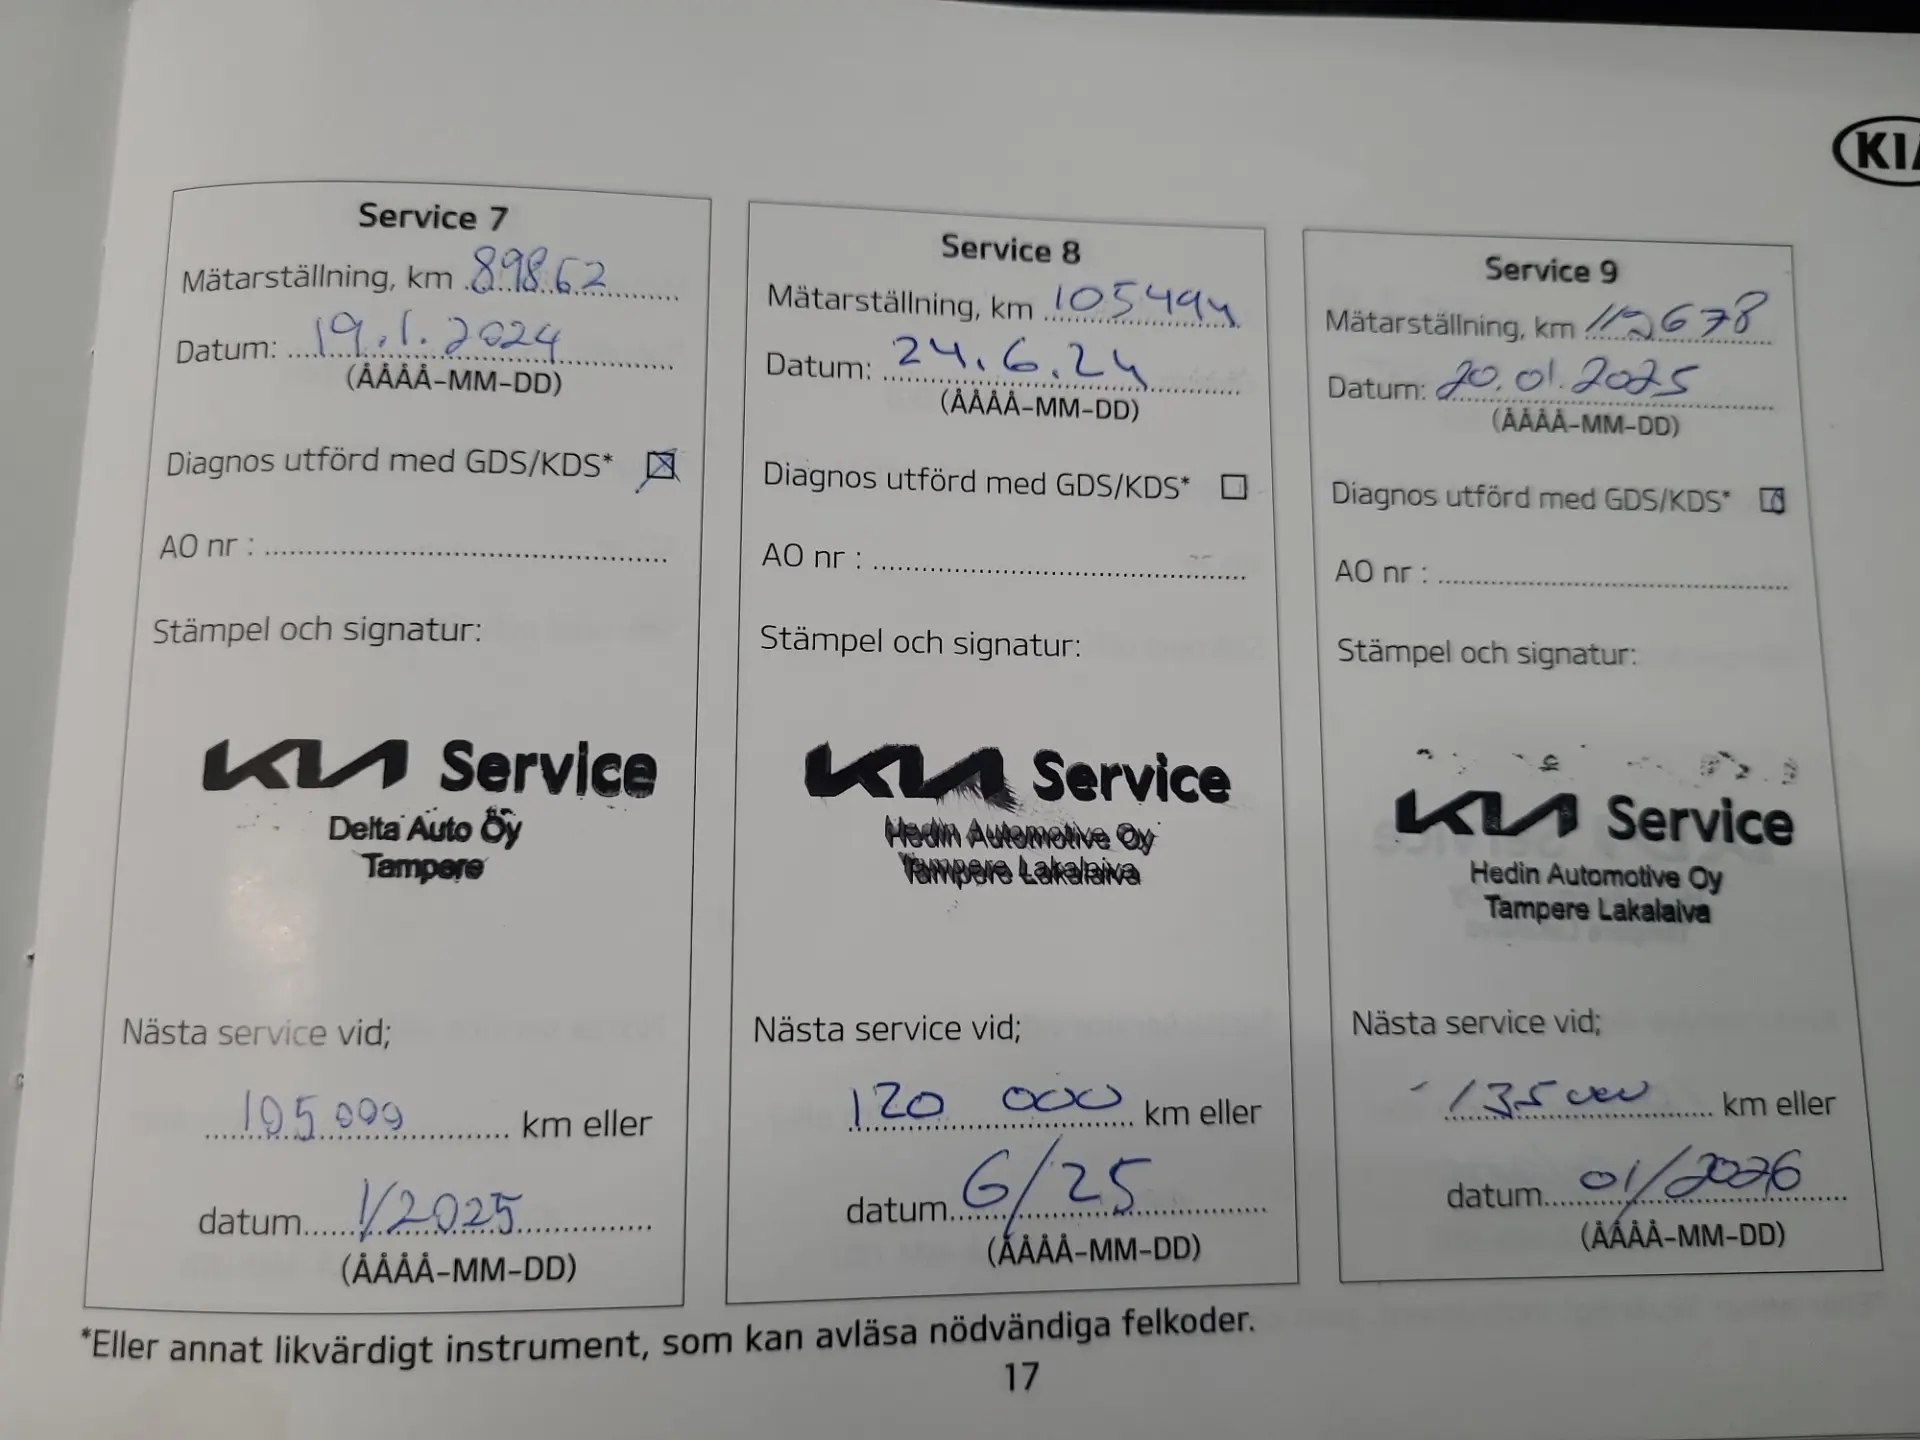 KIA
Service 7
Mätarställning, km 89862
Datum: 19.1.2024
(ÅÅÅÅ-MM-DD)
Diagnos utförd med GDS/KDS*
AO nr :
Stämpel och signatur:
KIA Service
Delta Auto Oy
Tampere
Nästa service vid;
105 000 km eller
datum 1/2025
(ÅÅÅÅ-MM-DD)
Service 8
Mätarställning, km 105494
Datum: 24.6.24
(ÅÅÅÅ-MM-DD)
Diagnos utförd med GDS/KDS*
AO nr :
Stämpel och signatur:
KIA Service
Hedin Automotive Oy
Tampere Lakalaiva
Nästa service vid;
120 000 km eller
datum 6/25
(ÅÅÅÅ-MM-DD)
Service 9
Mätarställning, km 112678
Datum: 20.01.2025
(ÅÅÅÅ-MM-DD)
Diagnos utförd med GDS/KDS*
AO nr :
Stämpel och signatur:
KIA Service
Hedin Automotive Oy
Tampere Lakalaiva
Nästa service vid;
135 000 km eller
datum 01/2026
(ÅÅÅÅ-MM-DD)
*Eller annat likvärdigt instrument, som kan avläsa nödvändiga felkoder.
17